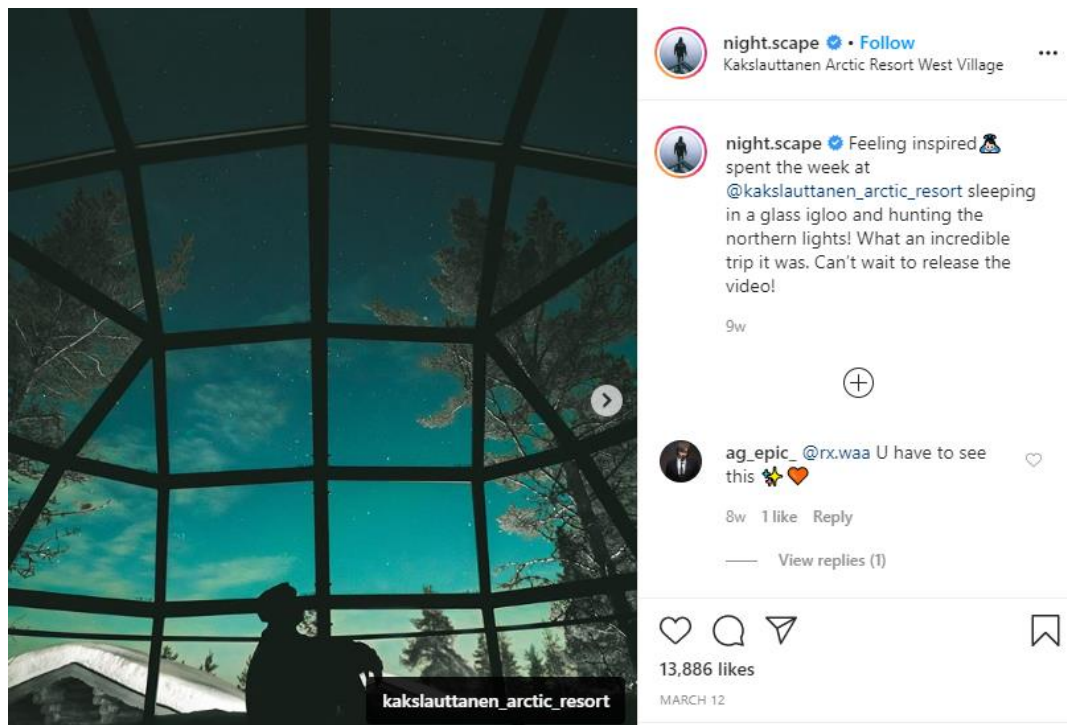 night.scape • Follow
Kakslauttanen Arctic Resort West Village
night.scape Feeling inspired
spent the week at
@kakslauttanen_arctic_resort sleeping
in a glass igloo and hunting the
northern lights! What an incredible
trip it was. Can't wait to release the
video!
9w
ag_epic_ @rx.waa U have to see
this ✨🧡
8w 1 like Reply
View replies (1)
13,886 likes
MARCH 12
kakslauttanen_arctic_resort